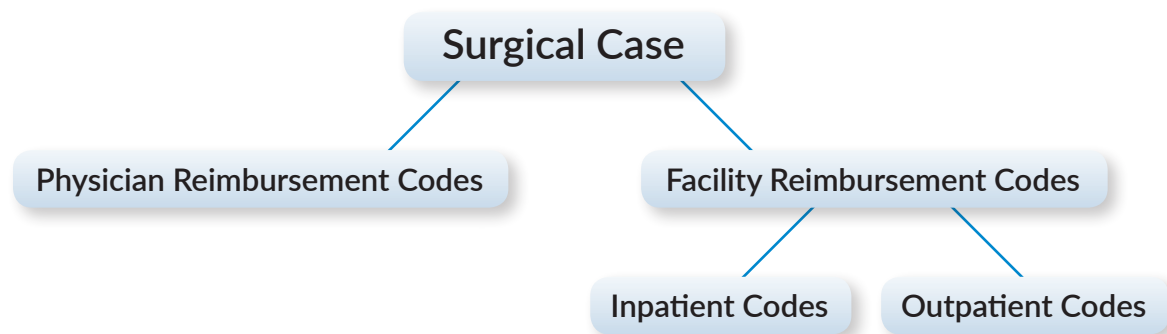 Surgical Case
Physician Reimbursement Codes
Facility Reimbursement Codes
Inpatient Codes
Outpatient Codes